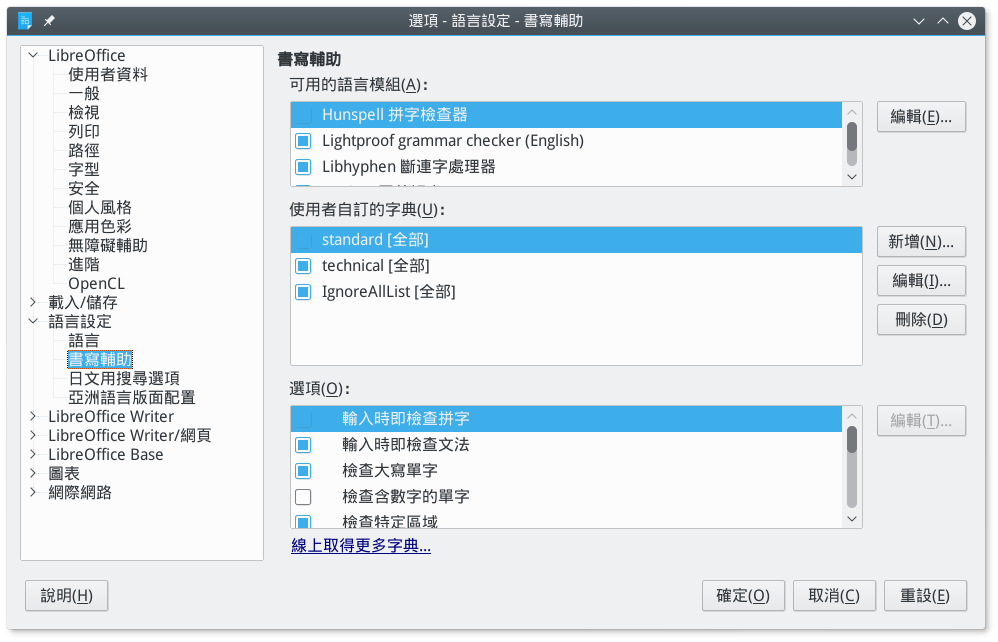 選項 - 語言設定 - 書寫輔助
LibreOffice
使用者資料
一般
檢視
列印
路徑
字型
安全
個人風格
應用色彩
無障礙輔助
進階
OpenCL
載入/儲存
語言設定
語言
書寫輔助
日文用搜尋選項
亞洲語言版面配置
LibreOffice Writer
LibreOffice Writer/網頁
LibreOffice Base
圖表
網際網路
書寫輔助
可用的語言模組(A):
Hunspell 拼字檢查器
Lightproof grammar checker (English)
Libhyphen 斷連字處理器
編輯(E)...
使用者自訂的字典(U):
standard [全部]
technical [全部]
IgnoreAllList [全部]
新增(N)...
編輯(I)...
刪除(D)
選項(O):
輸入時即檢查拼字
輸入時即檢查文法
檢查大寫單字
檢查含數字的單字
檢查特定區域
編輯(T)...
線上取得更多字典...
說明(H)
確定(O)
取消(C)
重設(E)